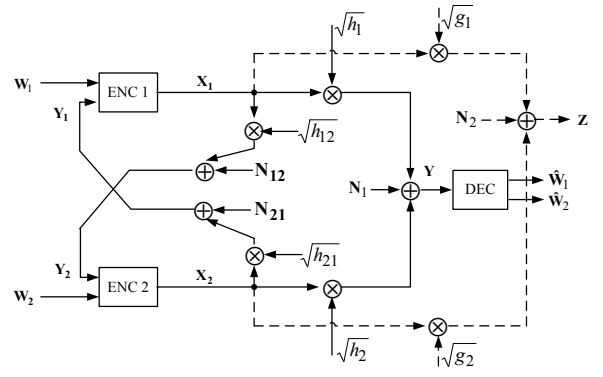 √h₁
√g₁
W₁
ENC 1
X₁
Y₁
√h₁₂
N₂
Z
N₁₂
N₁
Y
DEC
Ŵ₁
Ŵ₂
N₂₁
√h₂₁
Y₂
W₂
ENC 2
X₂
√h₂
√g₂